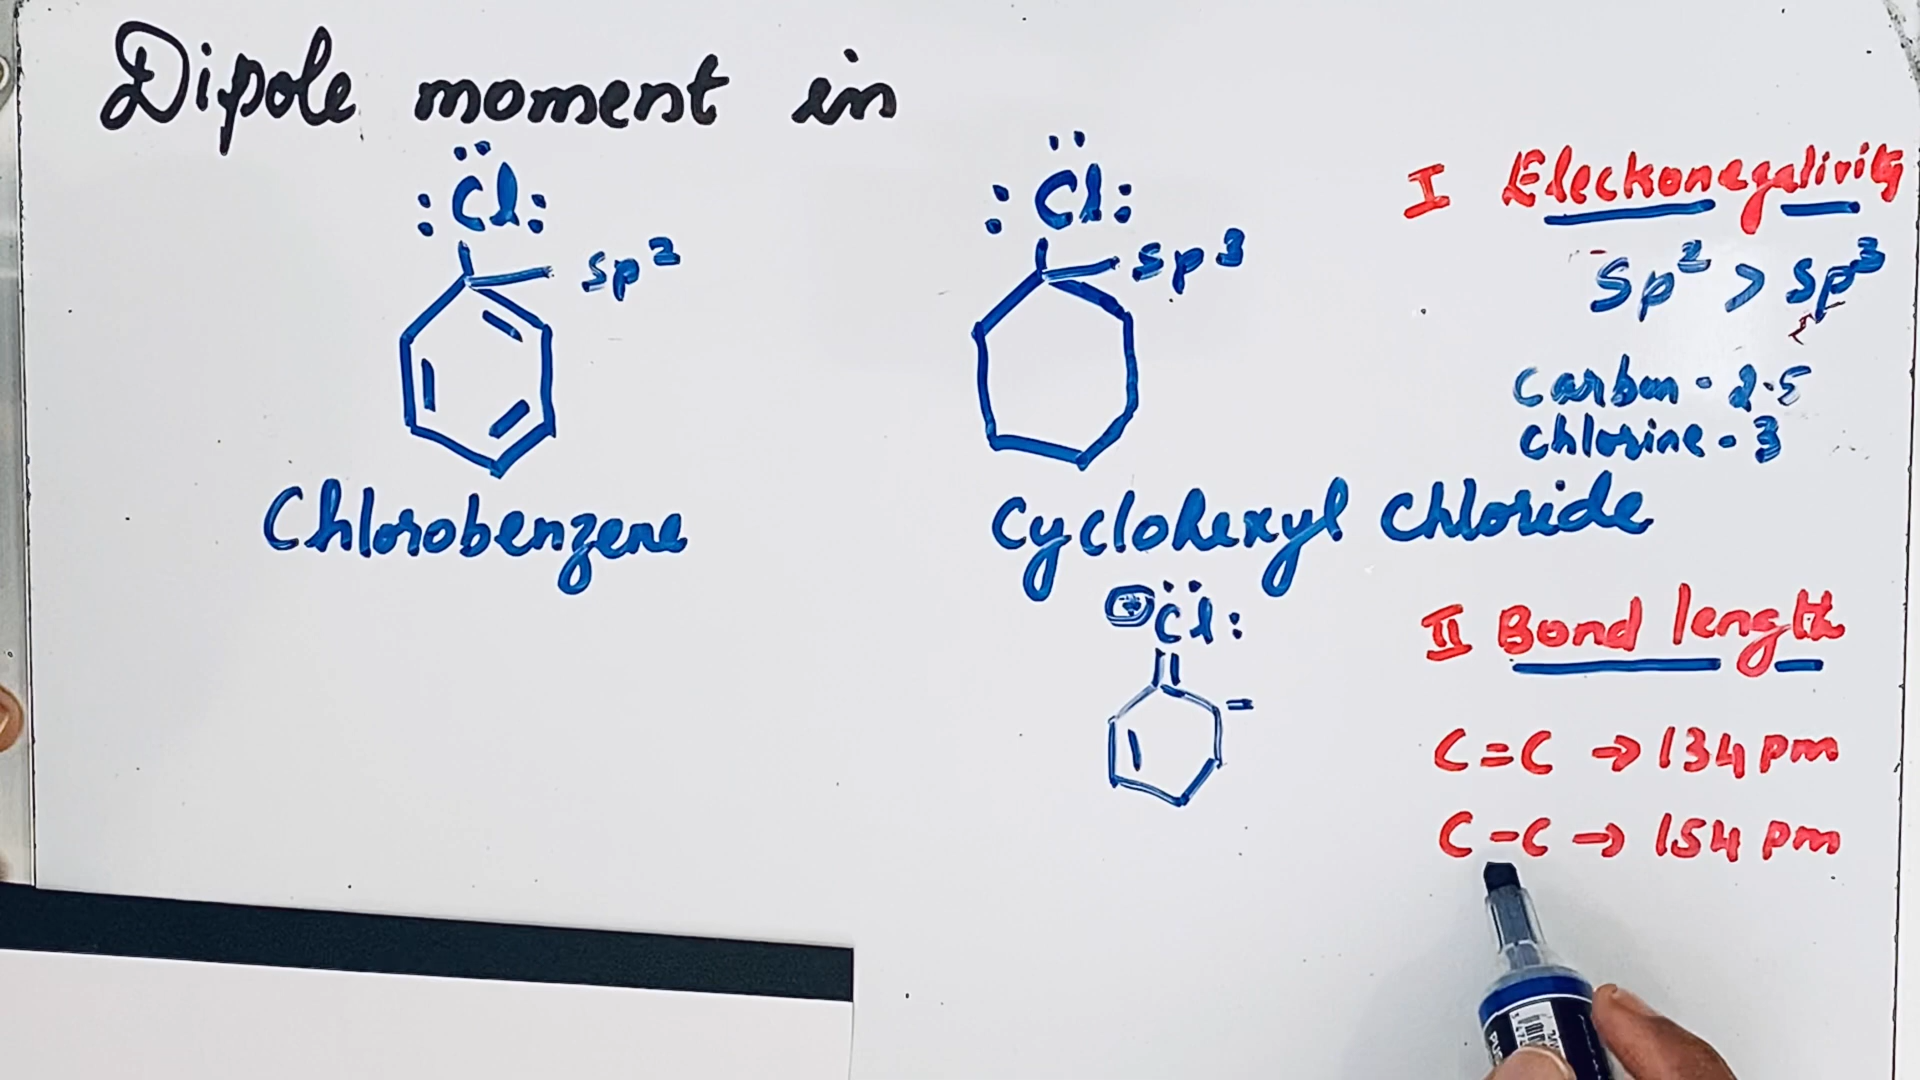 Dipole moment in
Cl
Sp²
Chlorobenzene
Cl
Sp³
Cyclohexyl Chloride
I Electronegativity
Sp² > Sp³
Carbon - 2.5
Chlorine - 3
+
Cl
II Bond length
C=C → 134 pm
C-C → 154 pm